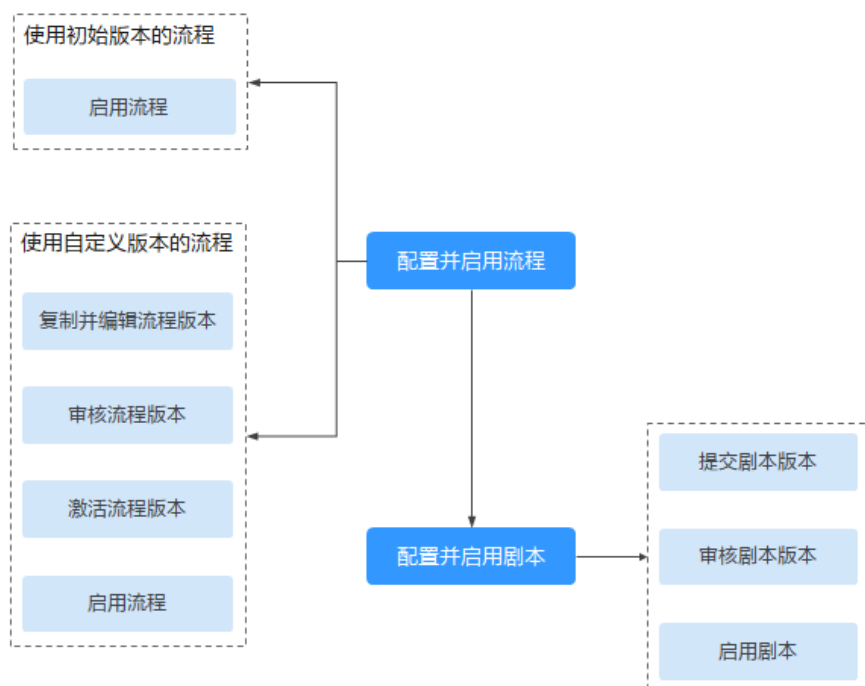 使用初始版本的流程
启用流程
使用自定义版本的流程
复制并编辑流程版本
审核流程版本
激活流程版本
启用流程
配置并启用流程
配置并启用剧本
提交剧本版本
审核剧本版本
启用剧本